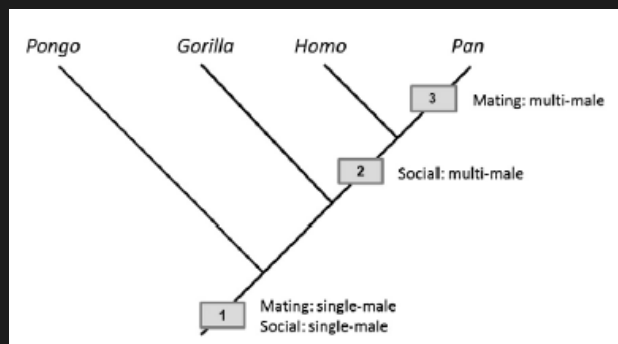 Pongo Gorilla Homo Pan
3 Mating: multi-male
2 Social: multi-male
1 Mating: single-male
Social: single-male